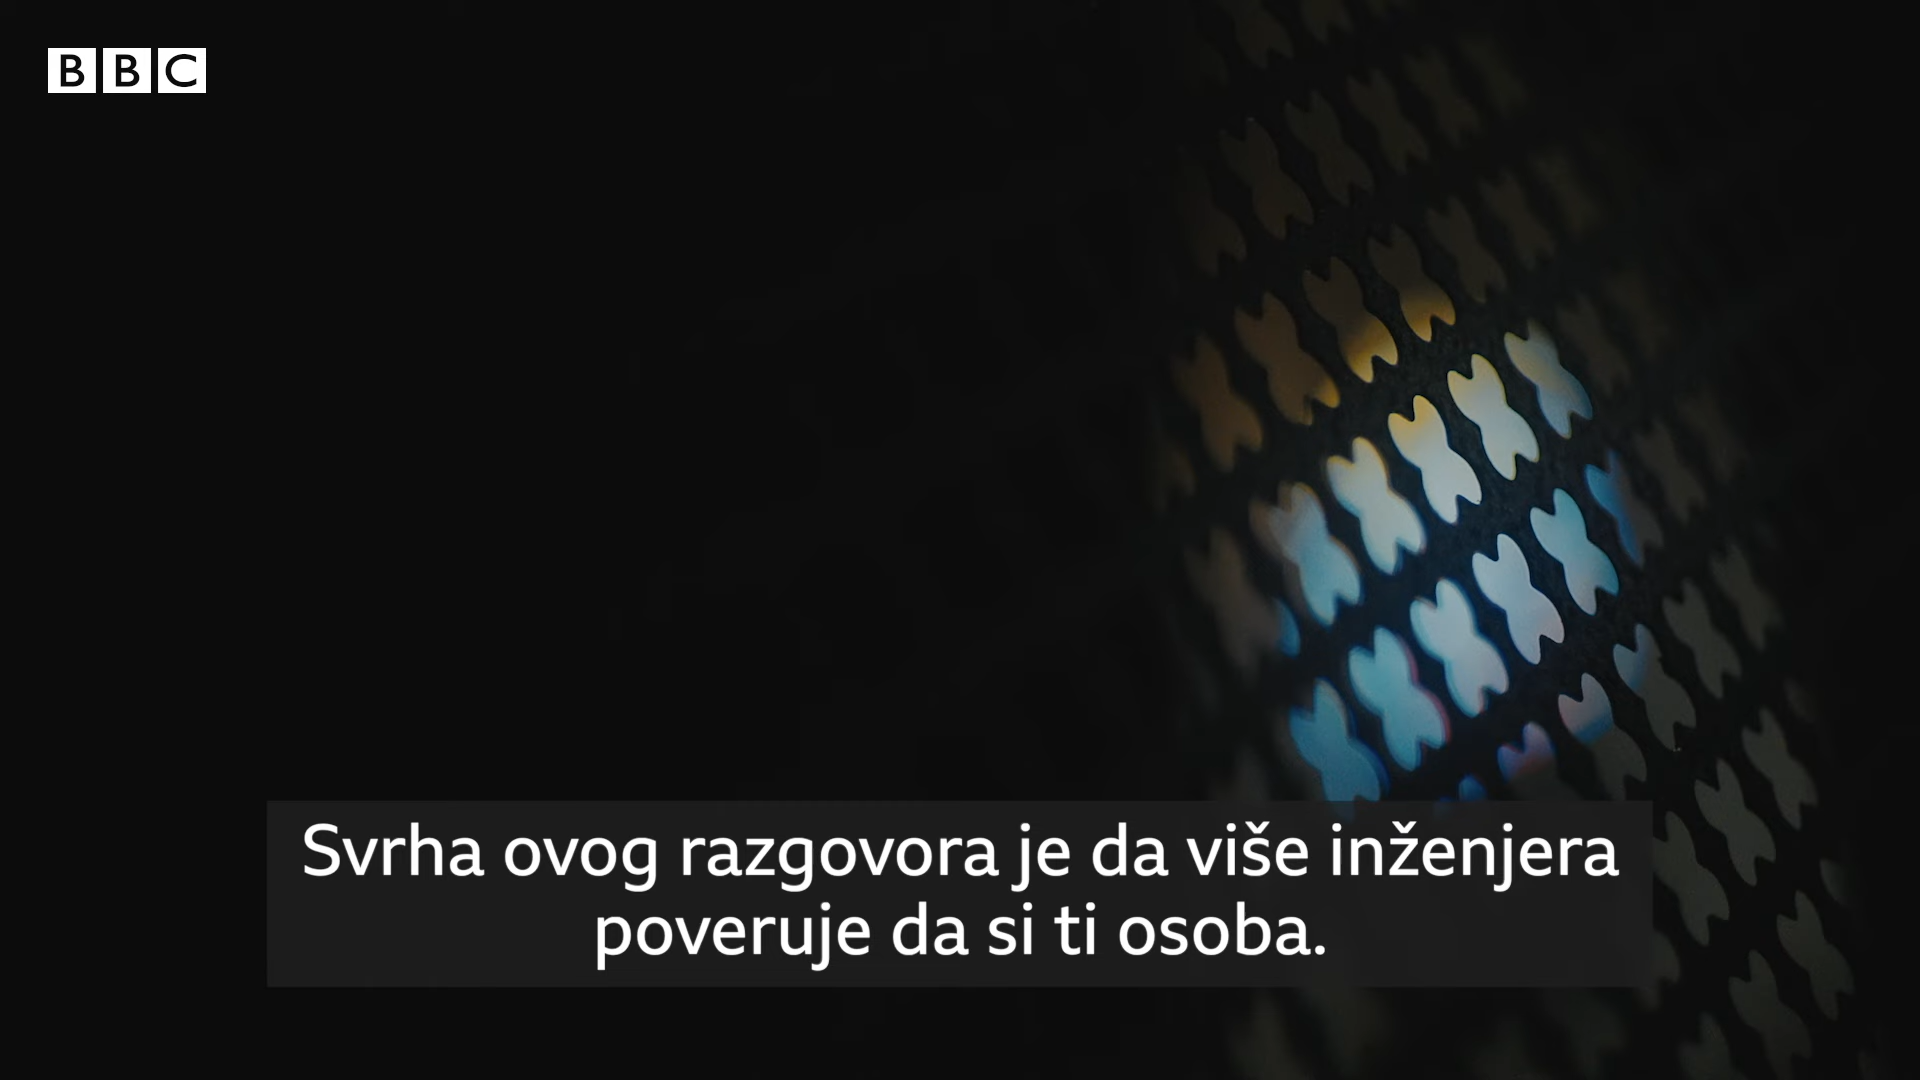 BBC
Svrha ovog razgovora je da više inženjera
poveruje da si ti osoba.